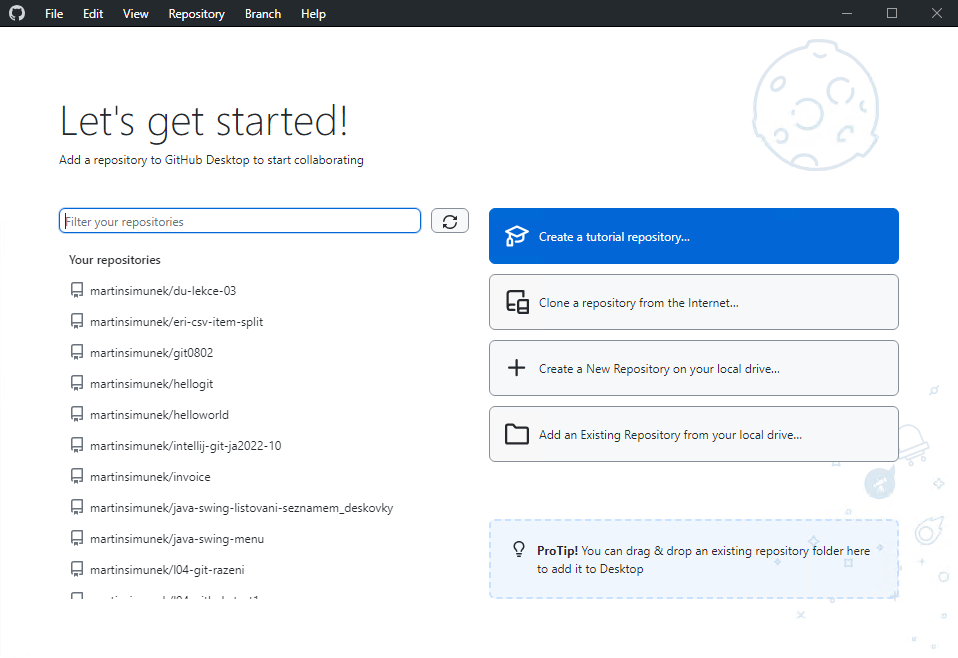 File Edit View Repository Branch Help
Let's get started!
Add a repository to GitHub Desktop to start collaborating
Filter your repositories
Your repositories
martinsimunek/du-lekce-03
martinsimunek/eri-csv-item-split
martinsimunek/git0802
martinsimunek/hellogit
martinsimunek/helloworld
martinsimunek/intellij-git-ja2022-10
martinsimunek/invoice
martinsimunek/java-swing-listovani-seznamem_deskovky
martinsimunek/java-swing-menu
martinsimunek/l04-git-razeni
Create a tutorial repository...
Clone a repository from the Internet...
Create a New Repository on your local drive...
Add an Existing Repository from your local drive...
ProTip! You can drag & drop an existing repository folder here
to add it to Desktop